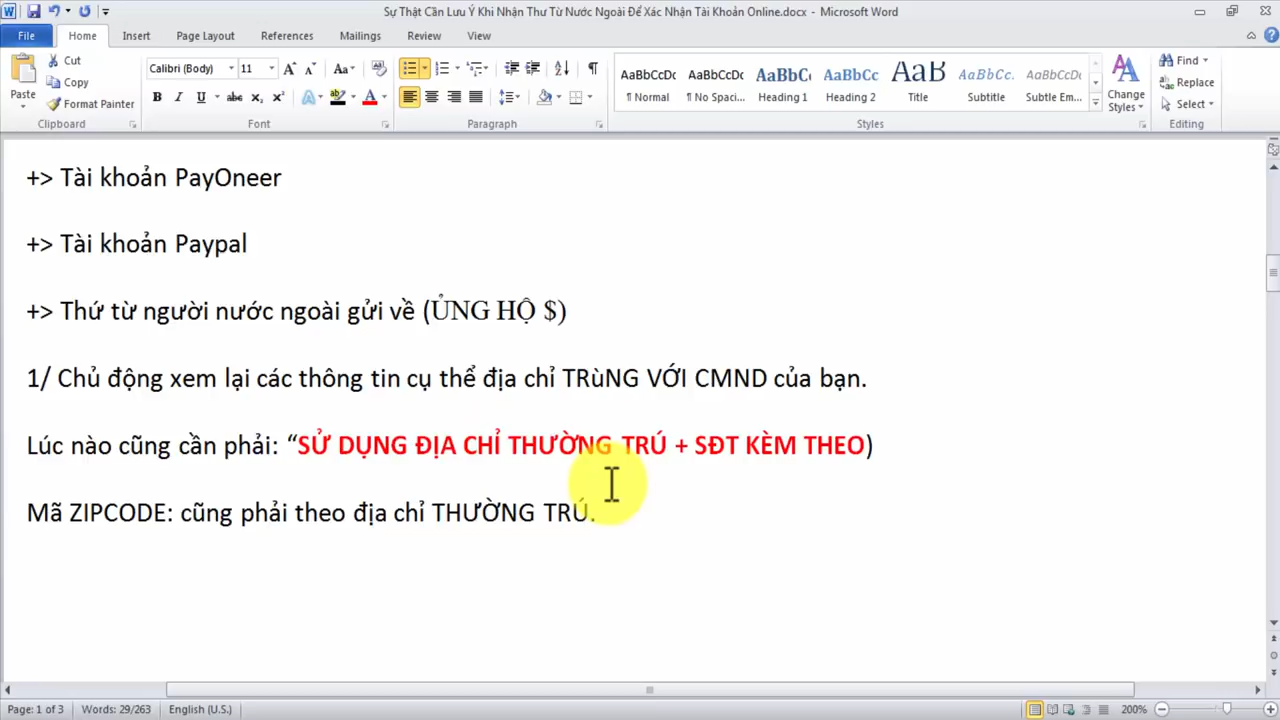 Sự Thật Cần Lưu Ý Khi Nhận Thư Từ Nước Ngoài Để Xác Nhận Tài Khoản Online.docx - Microsoft Word
File Home Insert Page Layout References Mailings Review View
Paste
Cut
Copy
Format Painter
Clipboard
Calibri (Body) 11
Font
Paragraph
AaBbCcDc AaBbCcDc AaBbCc AaBbCc AaB AaBbCc. AaBbCcDc
¶ Normal ¶ No Spaci... Heading 1 Heading 2 Title Subtitle Subtle Em...
Styles
Change Styles
Find
Replace
Select
Editing
+> Tài khoản PayOneer
+> Tài khoản Paypal
+> Thứ từ người nước ngoài gửi về (ỦNG HỘ $)
1/ Chủ động xem lại các thông tin cụ thể địa chỉ TRùNG VỚI CMND của bạn.
Lúc nào cũng cần phải: “SỬ DỤNG ĐỊA CHỈ THƯỜNG TRÚ + SĐT KÈM THEO)
Mã ZIPCODE: cũng phải theo địa chỉ THƯỜNG TRÚ.
Page: 1 of 3 Words: 29/263 English (U.S.) 200%